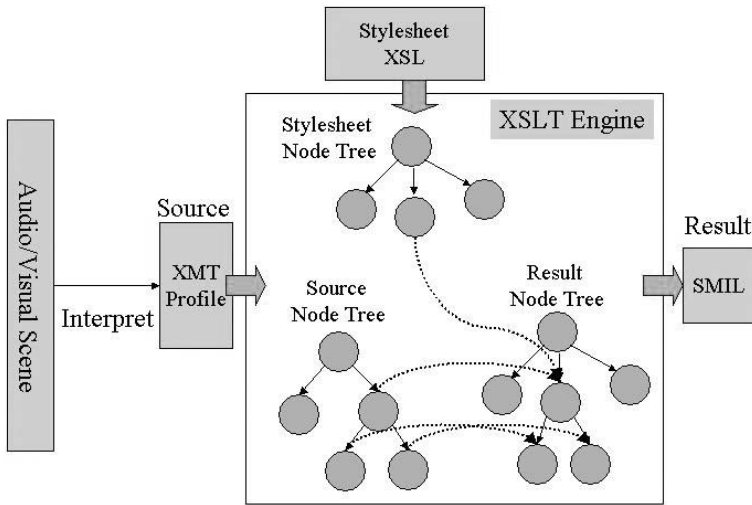 Stylesheet
XSL
XSLT Engine
Stylesheet
Node Tree
Audio/Visual Scene
Interpret
Source
XMT
Profile
Source
Node Tree
Result
Node Tree
Result
SMIL